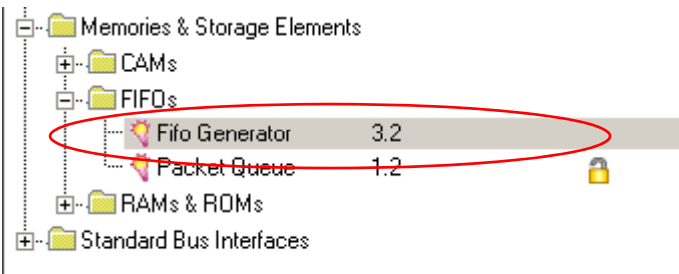 Memories & Storage Elements
CAMs
FIFOs
Fifo Generator 3.2
Packet Queue 1.2
RAMs & ROMs
Standard Bus Interfaces